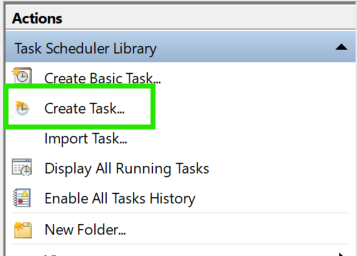 Actions
Task Scheduler Library
Create Basic Task...
Create Task...
Import Task...
Display All Running Tasks
Enable All Tasks History
New Folder...